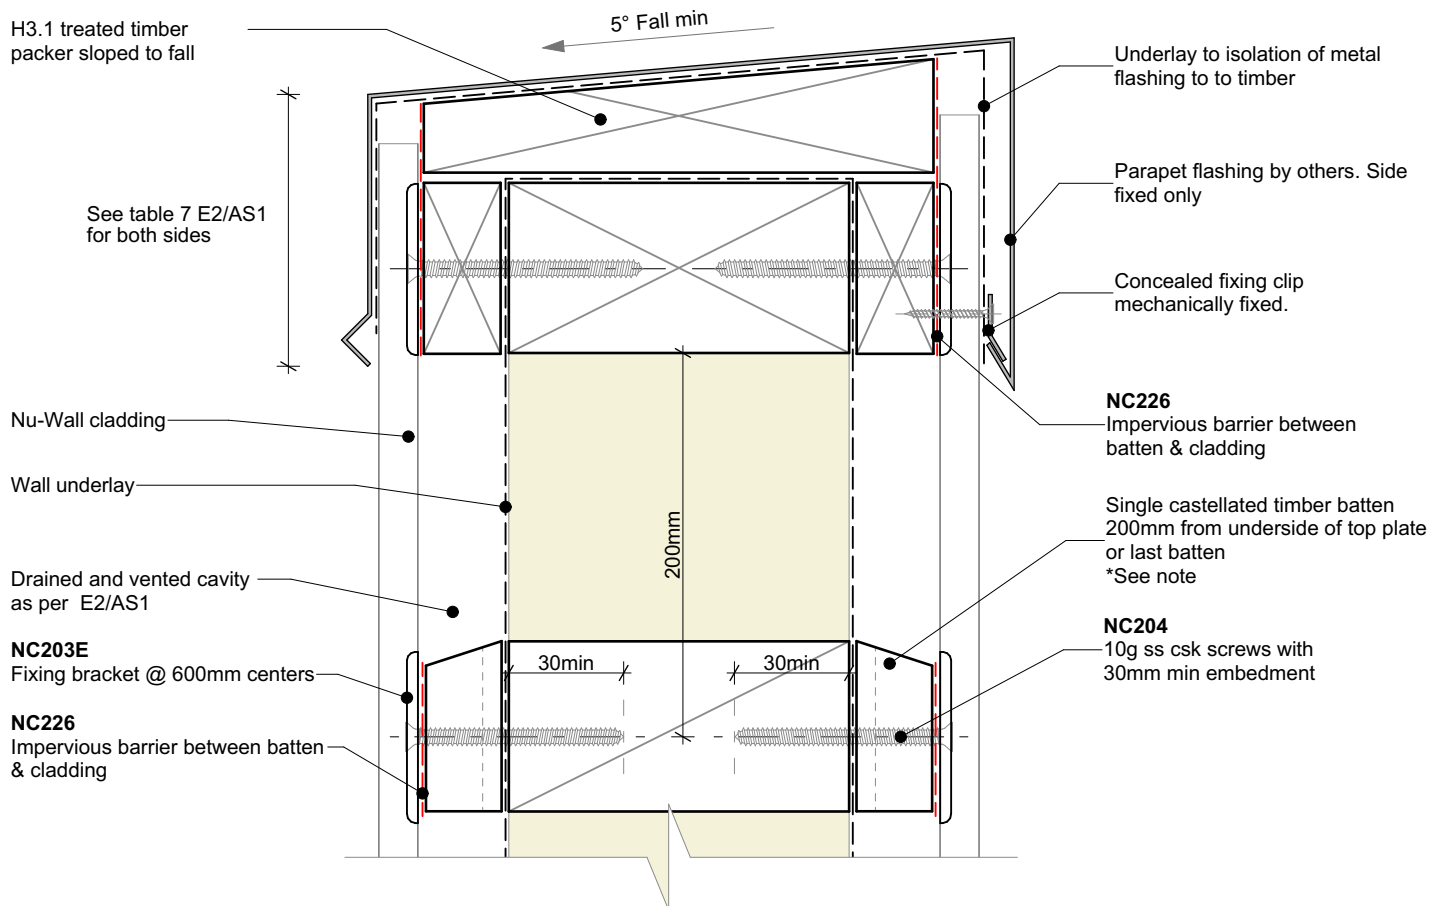 H3.1 treated timber
packer sloped to fall
5° Fall min
Underlay to isolation of metal
flashing to to timber
See table 7 E2/AS1
for both sides
Parapet flashing by others. Side
fixed only
Concealed fixing clip
mechanically fixed.
Nu-Wall cladding
NC226
Impervious barrier between
batten & cladding
Wall underlay
Single castellated timber batten
200mm from underside of top plate
or last batten
*See note
200mm
Drained and vented cavity
as per E2/AS1
NC203E
Fixing bracket @ 600mm centers
30min
30min
NC204
10g ss csk screws with
30mm min embedment
NC226
Impervious barrier between batten
& cladding